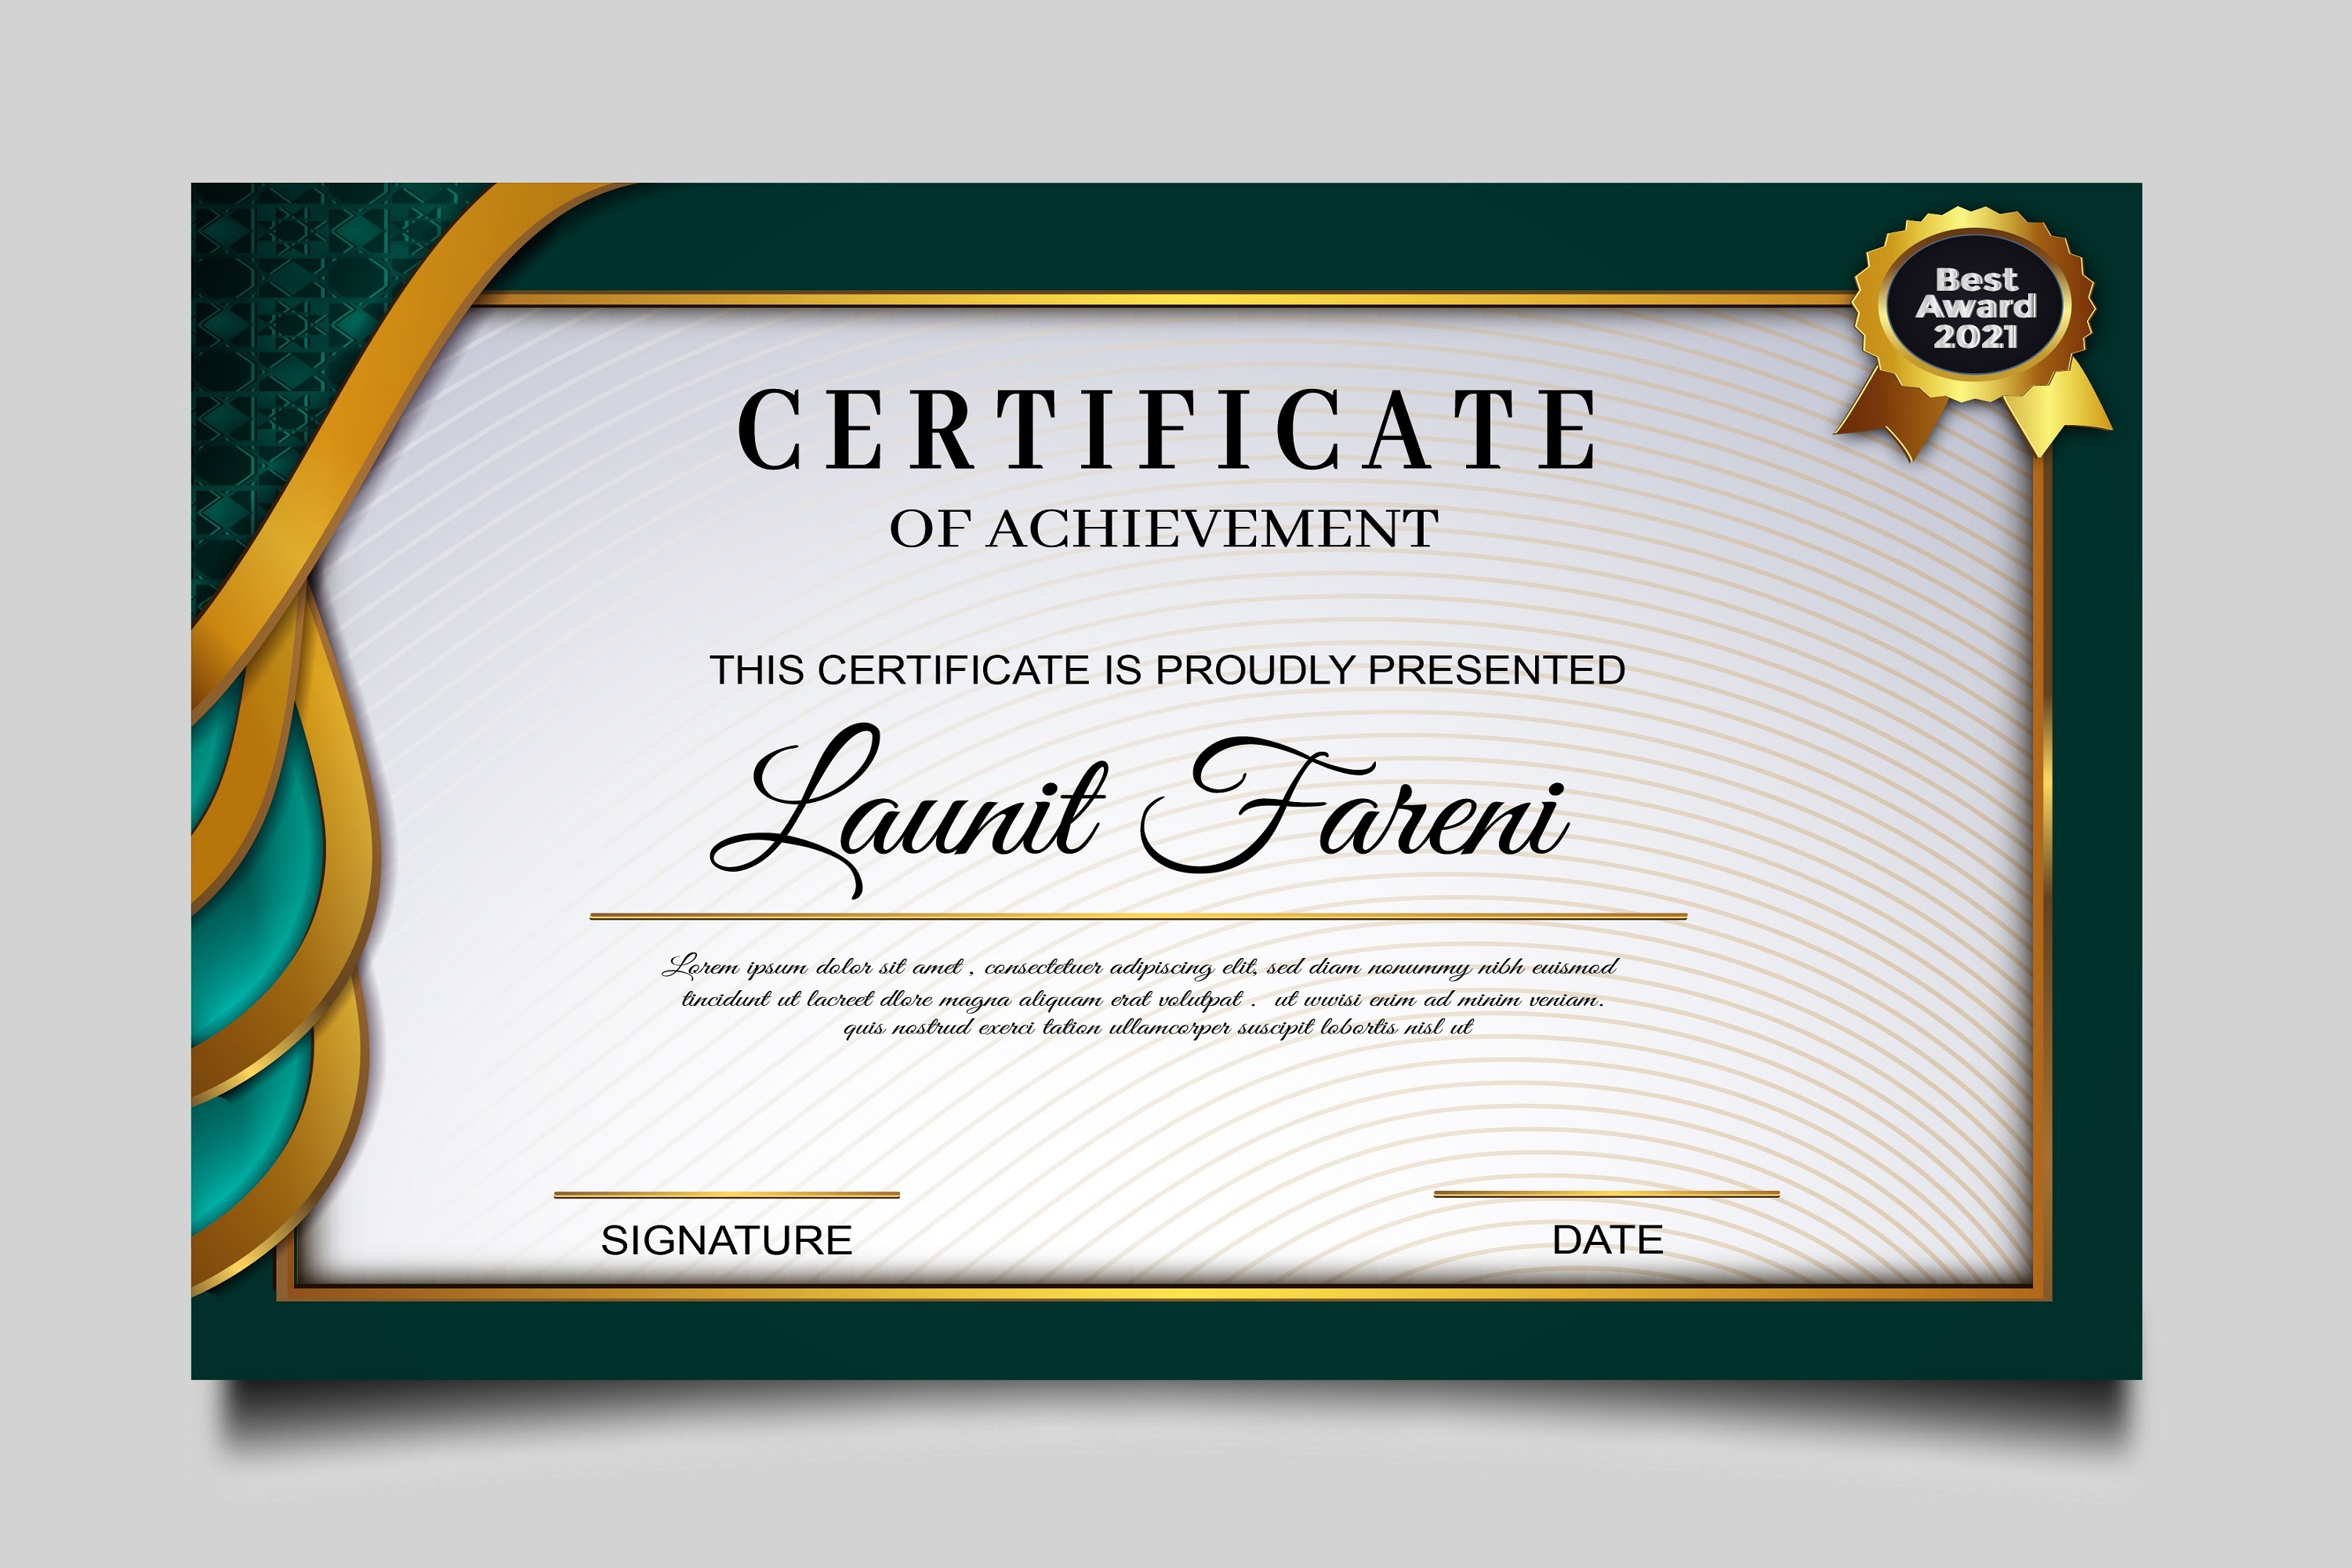 Best
Award
2021
CERTIFICATE
OF ACHIEVEMENT
THIS CERTIFICATE IS PROUDLY PRESENTED
Launit Fareni
Lorem ipsum dolor sit amet , consectetuer adipiscing elit, sed diam nonummy nibh euismod
tincidunt ut lacreet dlore magna aliquam erat volutpat . ut wwisi enim ad minim veniam.
quis nostrud exerci tation ullamcorper suscipit lobortis nisl ut
SIGNATURE
DATE